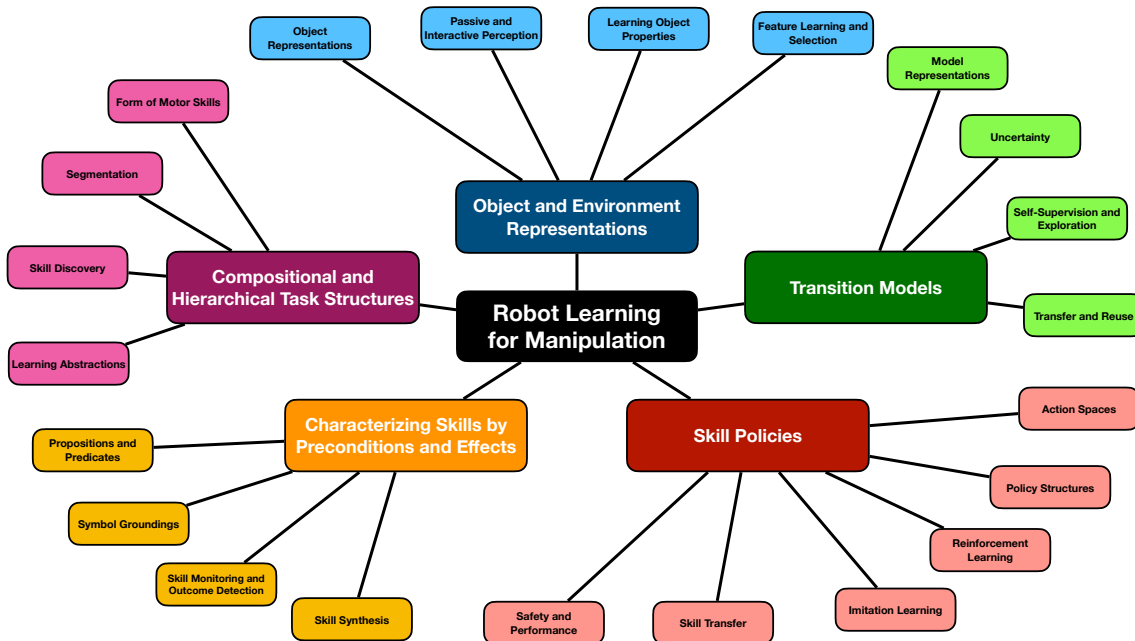 Object
Representations
Passive and
Interactive Perception
Learning Object
Properties
Feature Learning and
Selection
Model
Representations
Form of Motor Skills
Uncertainty
Segmentation
Object and Environment
Representations
Self-Supervision and
Exploration
Skill Discovery
Compositional and
Hierarchical Task Structures
Transition Models
Robot Learning
for Manipulation
Transfer and Reuse
Learning Abstractions
Action Spaces
Characterizing Skills by
Preconditions and Effects
Skill Policies
Propositions and
Predicates
Policy Structures
Symbol Groundings
Reinforcement
Learning
Skill Monitoring and
Outcome Detection
Imitation Learning
Skill Synthesis
Safety and
Performance
Skill Transfer